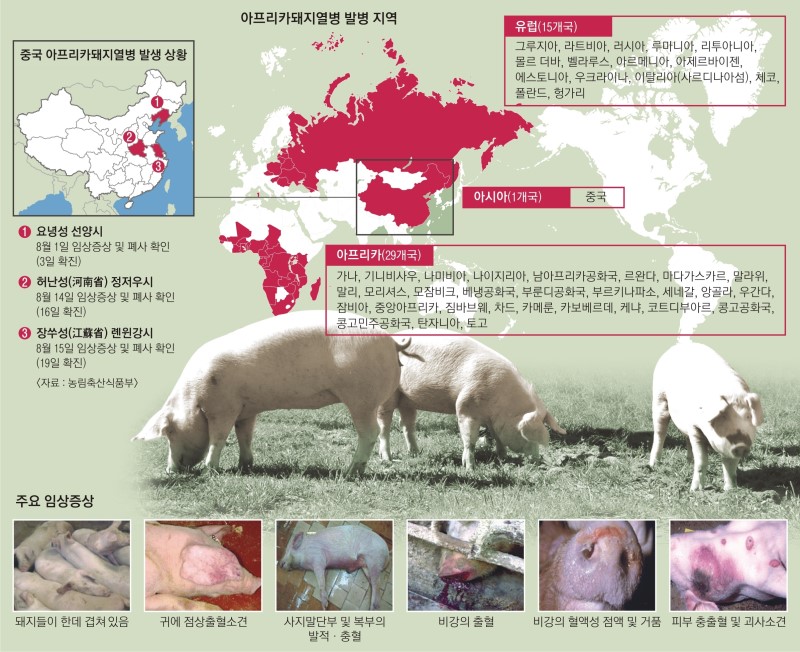 아프리카돼지열병 발병 지역
유럽(15개국)
그루지아, 라트비아, 러시아, 루마니아, 리투아니아,
몰르 더바, 벨라루스, 아르메니아, 아제르바이젠,
에스토니아, 우크라이나, 이탈리아(사르디니아섬), 체코,
폴란드, 헝가리
중국 아프리카돼지열병 발생 상황
1
2
3
아시아(1개국) 중국
아프리카(29개국)
가나, 기니비사우, 나미비아, 나이지리아, 남아프리카공화국, 르완다, 마다가스카르, 말라위,
말리, 모리셔스, 모잠비크, 베냉공화국, 부룬디공화국, 부르키나파소, 세네갈, 앙골라, 우간다,
잠비아, 중앙아프리카, 짐바브웨, 차드, 카메룬, 카보베르데, 케냐, 코트디부아르, 콩고공화국,
콩고민주공화국, 탄자니아, 토고
1 요녕성 선양시
8월 1일 임상증상 및 폐사 확인
(3일 확진)
2 허난성(河南省) 정저우시
8월 14일 임상증상 및 폐사 확인
(16일 확진)
3 장쑤성(江蘇省) 롄윈강시
8월 15일 임상증상 및 폐사 확인
(19일 확진)
〈자료 : 농림축산식품부〉
주요 임상증상
돼지들이 한데 겹쳐 있음
귀에 점상출혈소견
사지말단부 및 복부의
발적 · 충혈
비강의 출혈
비강의 혈액성 점액 및 거품
피부 충출혈 및 괴사소견